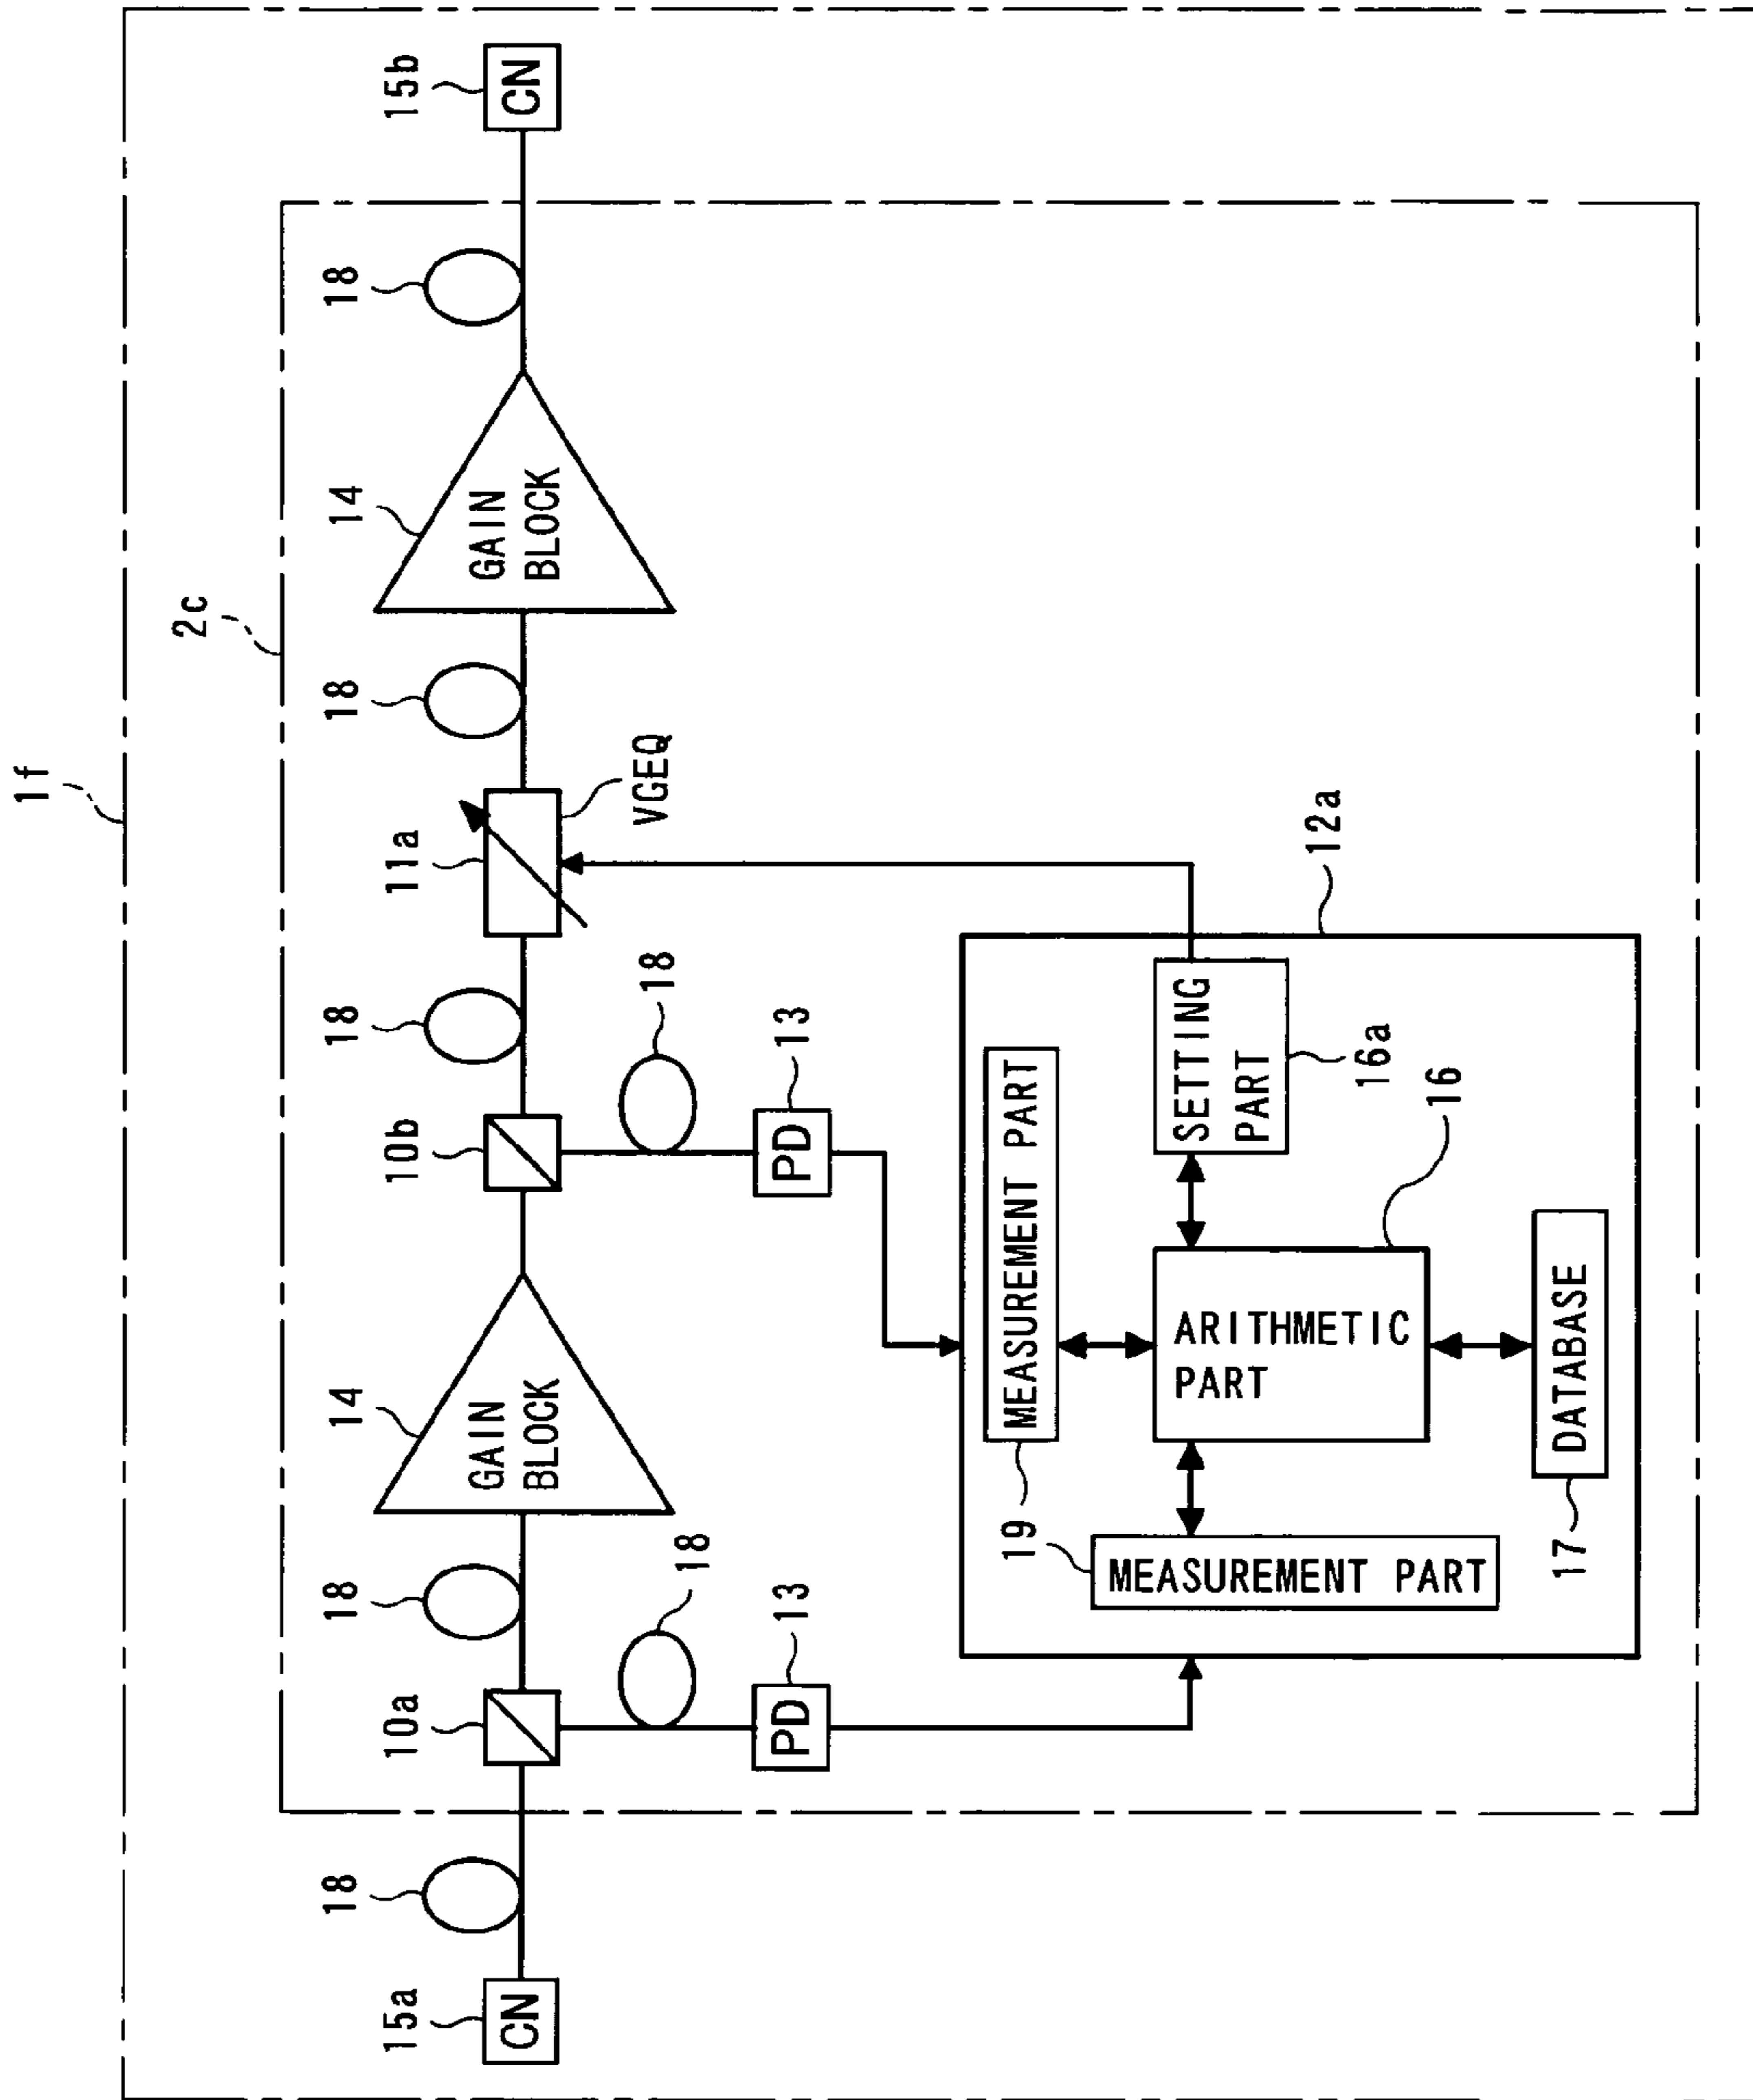 1f
2c
15a
CN
18
10a
18
14
GAIN
BLOCK
10b
18
11a
VGEQ
18
14
GAIN
BLOCK
18
15b
CN
18
13
PD
18
13
PD
12a
19
MEASUREMENT PART
MEASUREMENT PART
SETTING
PART
16a
16
ARITHMETIC
PART
17
DATABASE